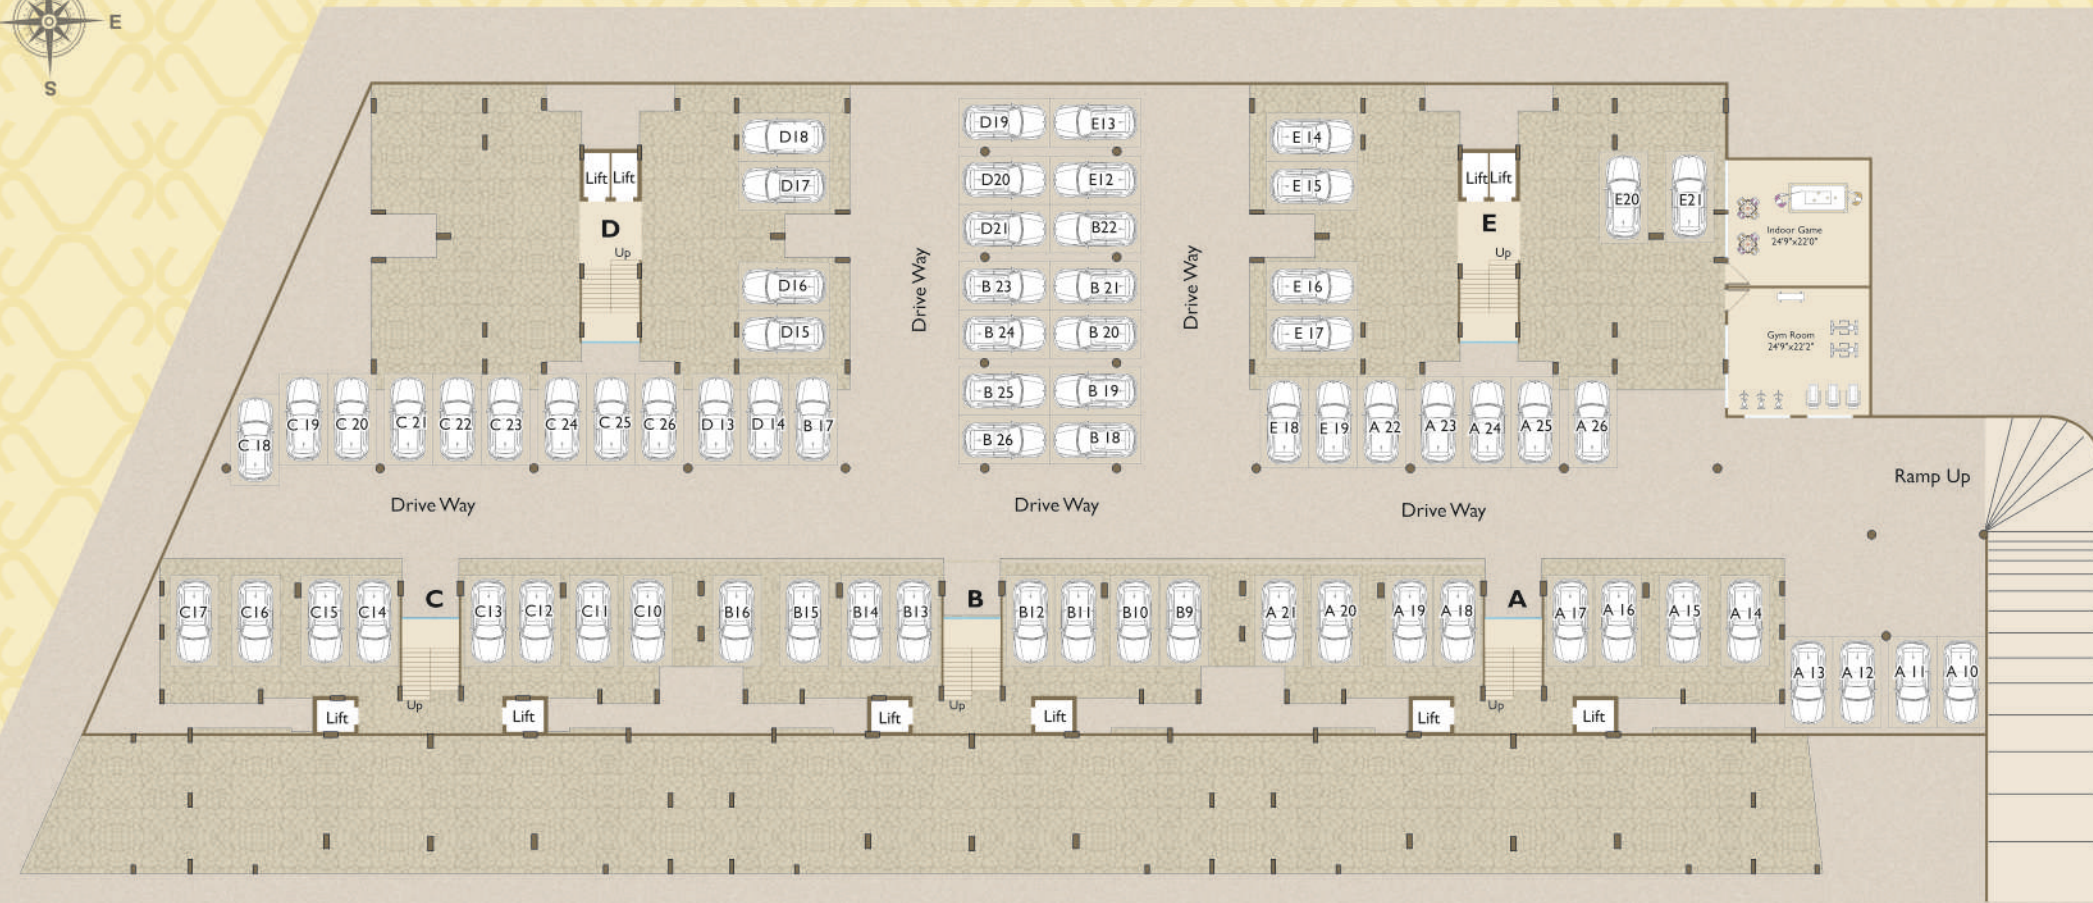 E
S
D18
D17
Lift Lift
D
Up
D16
D15
D19 E13
D20 E12
D21 B22
B 23 B 21
B 24 B 20
B 25 B 19
B 26 B 18
Drive Way
Drive Way
E 14
E 15
E 16
E 17
Lift Lift
E
Up
E20 E21
Indoor Game
24'9"x22'0"
Gym Room
24'9"x22'2"
C 18 C 19 C 20 C 21 C 22 C 23 C 24 C 25 C 26 D 13 D 14 B 17
E 18 E 19 A 22 A 23 A 24 A 25 A 26
Ramp Up
Drive Way
Drive Way
Drive Way
C17 C16 C15 C14 C C13 C12 C11 C10 B16 B15 B14 B13 B B12 B11 B10 B9 A 21 A 20 A 19 A 18 A A 17 A 16 A 15 A 14
A 13 A 12 A 11 A 10
Up Up Up
Lift Lift Lift Lift Lift Lift